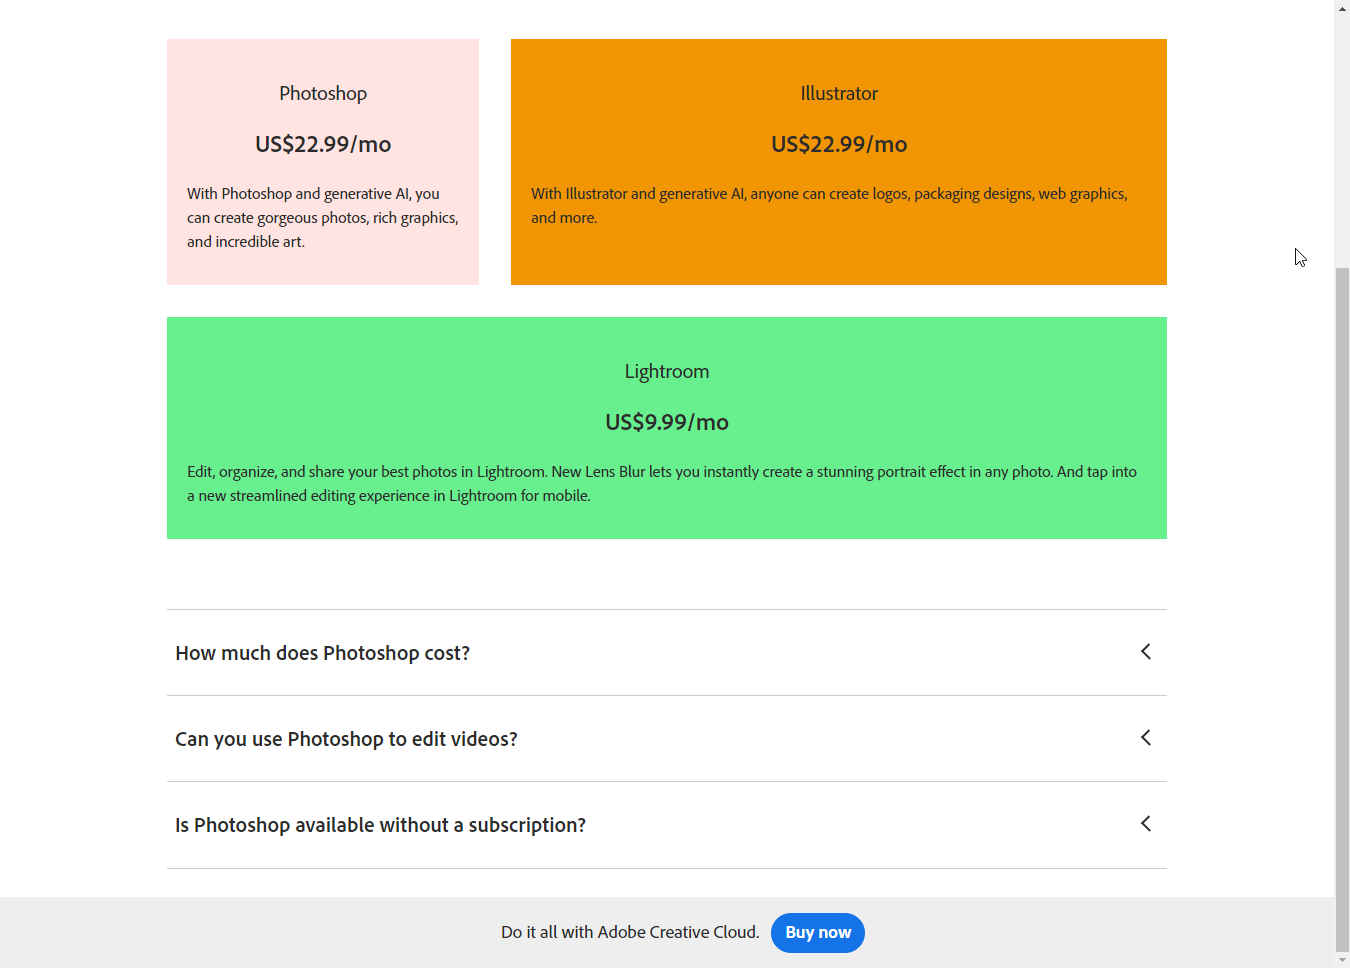 Photoshop
US$22.99/mo
With Photoshop and generative AI, you
can create gorgeous photos, rich graphics,
and incredible art.
Illustrator
US$22.99/mo
With Illustrator and generative AI, anyone can create logos, packaging designs, web graphics,
and more.
Lightroom
US$9.99/mo
Edit, organize, and share your best photos in Lightroom. New Lens Blur lets you instantly create a stunning portrait effect in any photo. And tap into
a new streamlined editing experience in Lightroom for mobile.
How much does Photoshop cost?
Can you use Photoshop to edit videos?
Is Photoshop available without a subscription?
Do it all with Adobe Creative Cloud. Buy now